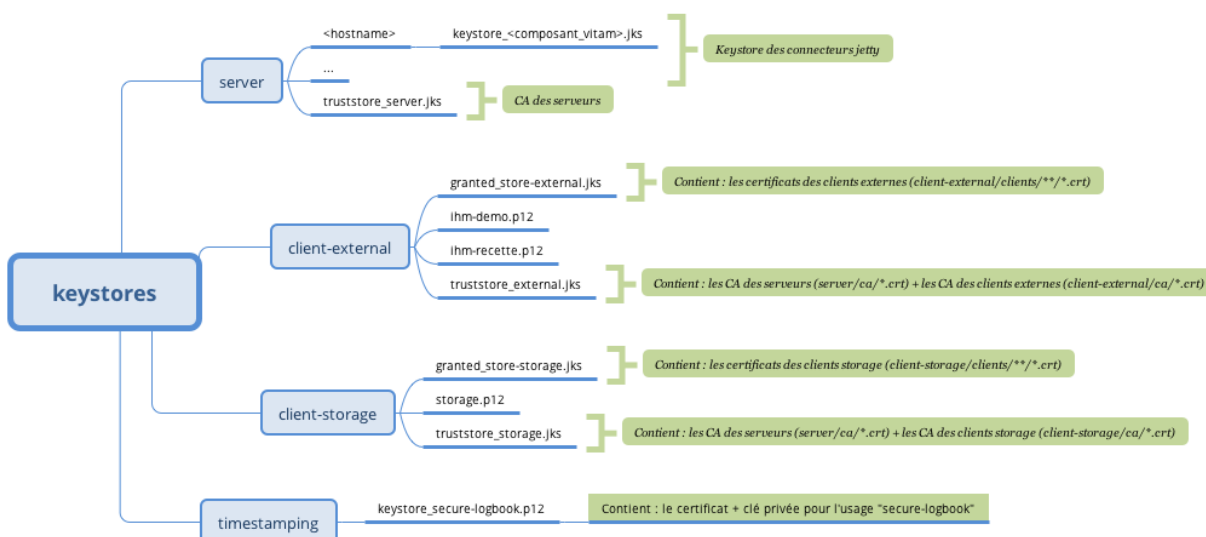 <hostname>
keystore_<composant_vitam>.jks
Keystore des connecteurs jetty
server
...
truststore_server.jks
CA des serveurs
granted_store-external.jks
Contient : les certificats des clients externes (client-external/clients/**/*.crt)
ihm-demo.p12
client-external
ihm-recette.p12
truststore_external.jks
Contient : les CA des serveurs (server/ca/*.crt) + les CA des clients externes (client-external/ca/*.crt)
keystores
granted_store-storage.jks
Contient : les certificats des clients storage (client-storage/clients/**/*.crt)
storage.p12
client-storage
truststore_storage.jks
Contient : les CA des serveurs (server/ca/*.crt) + les CA des clients storage (client-storage/ca/*.crt)
keystore_secure-logbook.p12
Contient : le certificat + clé privée pour l'usage "secure-logbook"
timestamping